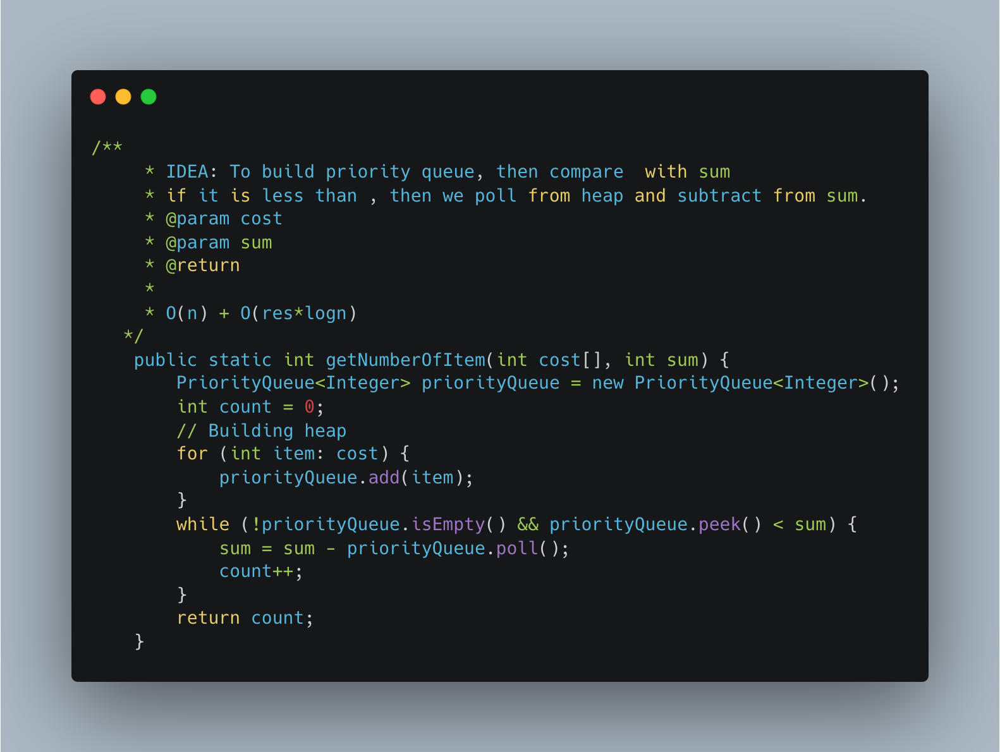 /**
     * IDEA: To build priority queue, then compare  with sum
     * if it is less than , then we poll from heap and subtract from sum.
     * @param cost
     * @param sum
     * @return
     *
     * O(n) + O(res*logn)
   */
    public static int getNumberOfItem(int cost[], int sum) {
        PriorityQueue<Integer> priorityQueue = new PriorityQueue<Integer>();
        int count = 0;
        // Building heap
        for (int item: cost) {
            priorityQueue.add(item);
        }
        while (!priorityQueue.isEmpty() && priorityQueue.peek() < sum) {
            sum = sum - priorityQueue.poll();
            count++;
        }
        return count;
    }